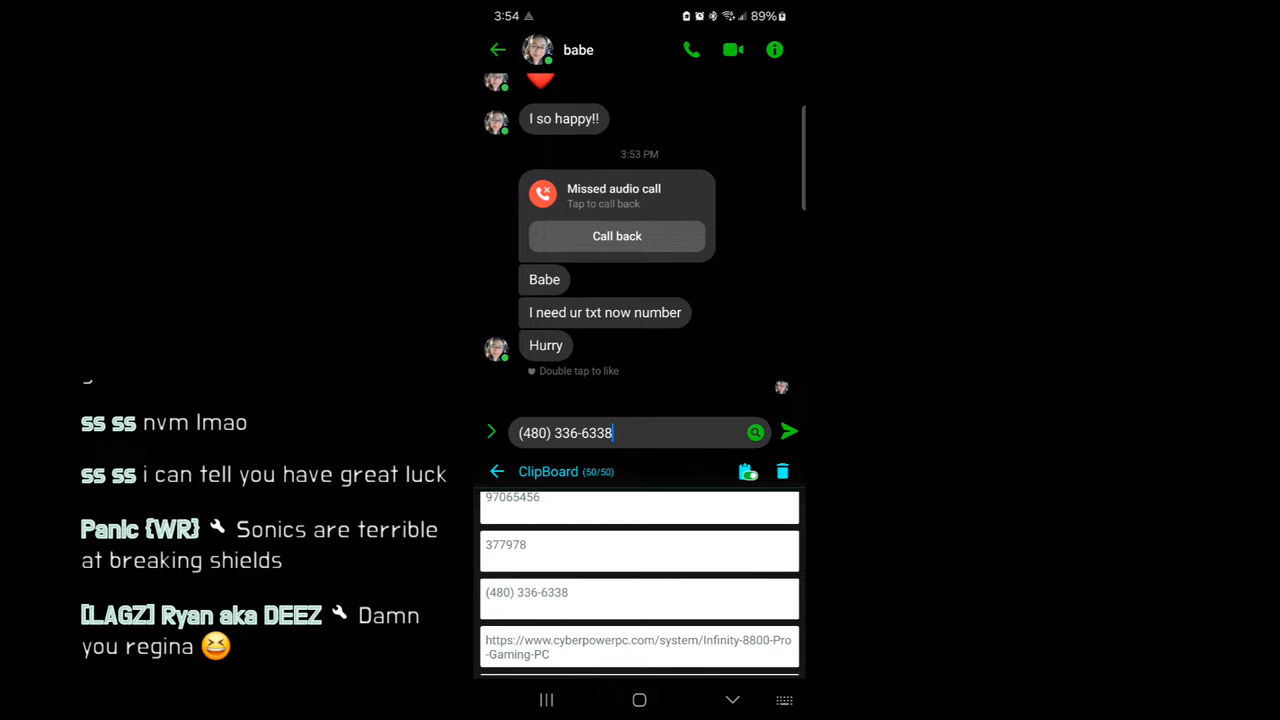 3:54
89%
babe
I so happy!!
3:53 PM
Missed audio call
Tap to call back
Call back
Babe
I need ur txt now number
Hurry
Double tap to like
(480) 336-6338
ClipBoard (50/50)
97065456
377978
(480) 336-6338
https://www.cyberpowerpc.com/system/Infinity-8800-Pro
-Gaming-PC
ss ss nvm lmao
ss ss i can tell you have great luck
Panic {WR} Sonics are terrible
at breaking shields
[LAGZ] Ryan aka DEEZ Damn
you regina